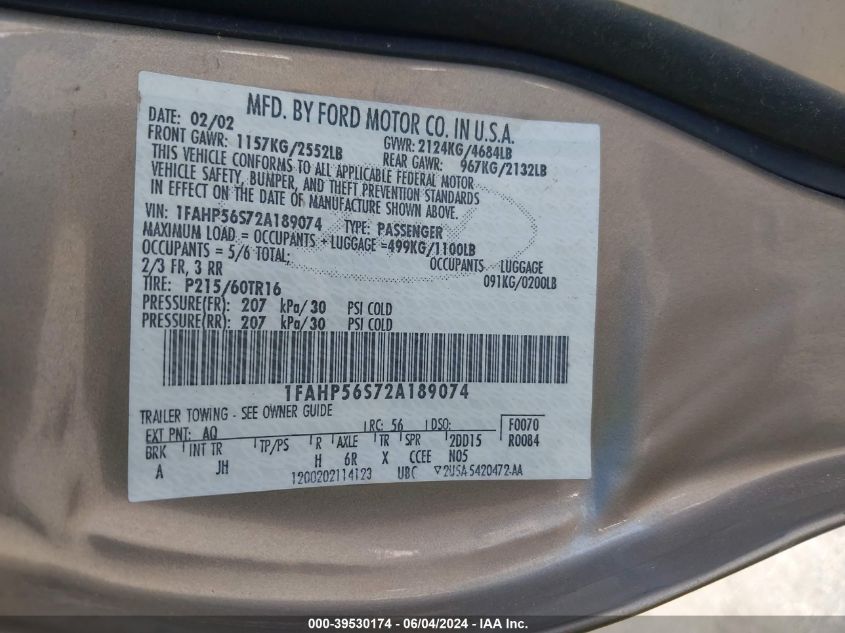 MFD. BY FORD MOTOR CO. IN U.S.A.
DATE: 02/02 GVWR: 2124KG/4684LB
FRONT GAWR: 1157KG/2552LB REAR GAWR: 967KG/2132LB
THIS VEHICLE CONFORMS TO ALL APPLICABLE FEDERAL MOTOR
VEHICLE SAFETY, BUMPER, AND THEFT PREVENTION STANDARDS
IN EFFECT ON THE DATE OF MANUFACTURE SHOWN ABOVE.
VIN: 1FAHP56S72A189074 TYPE: PASSENGER
MAXIMUM LOAD = OCCUPANTS + LUGGAGE =499KG/1100LB
OCCUPANTS = 5/6 TOTAL; OCCUPANTS LUGGAGE
2/3 FR, 3 RR 091KG/0200LB
TIRE: P215/60TR16
PRESSURE(FR): 207 kPa/30 PSI COLD
PRESSURE(RR): 207 kPa/30 PSI COLD
1FAHP56S72A189074
TRAILER TOWING - SEE OWNER GUIDE
EXT PNT: AQ RC: 56 DSO: F0070
BRK INT TR TP/PS R AXLE TR SPR 2DD15 R0084
A JH H 6R X CCEE N05
1200202114123 UBC ▽2USA-5420472-AA
000-39530174 - 06/04/2024 - IAA Inc.